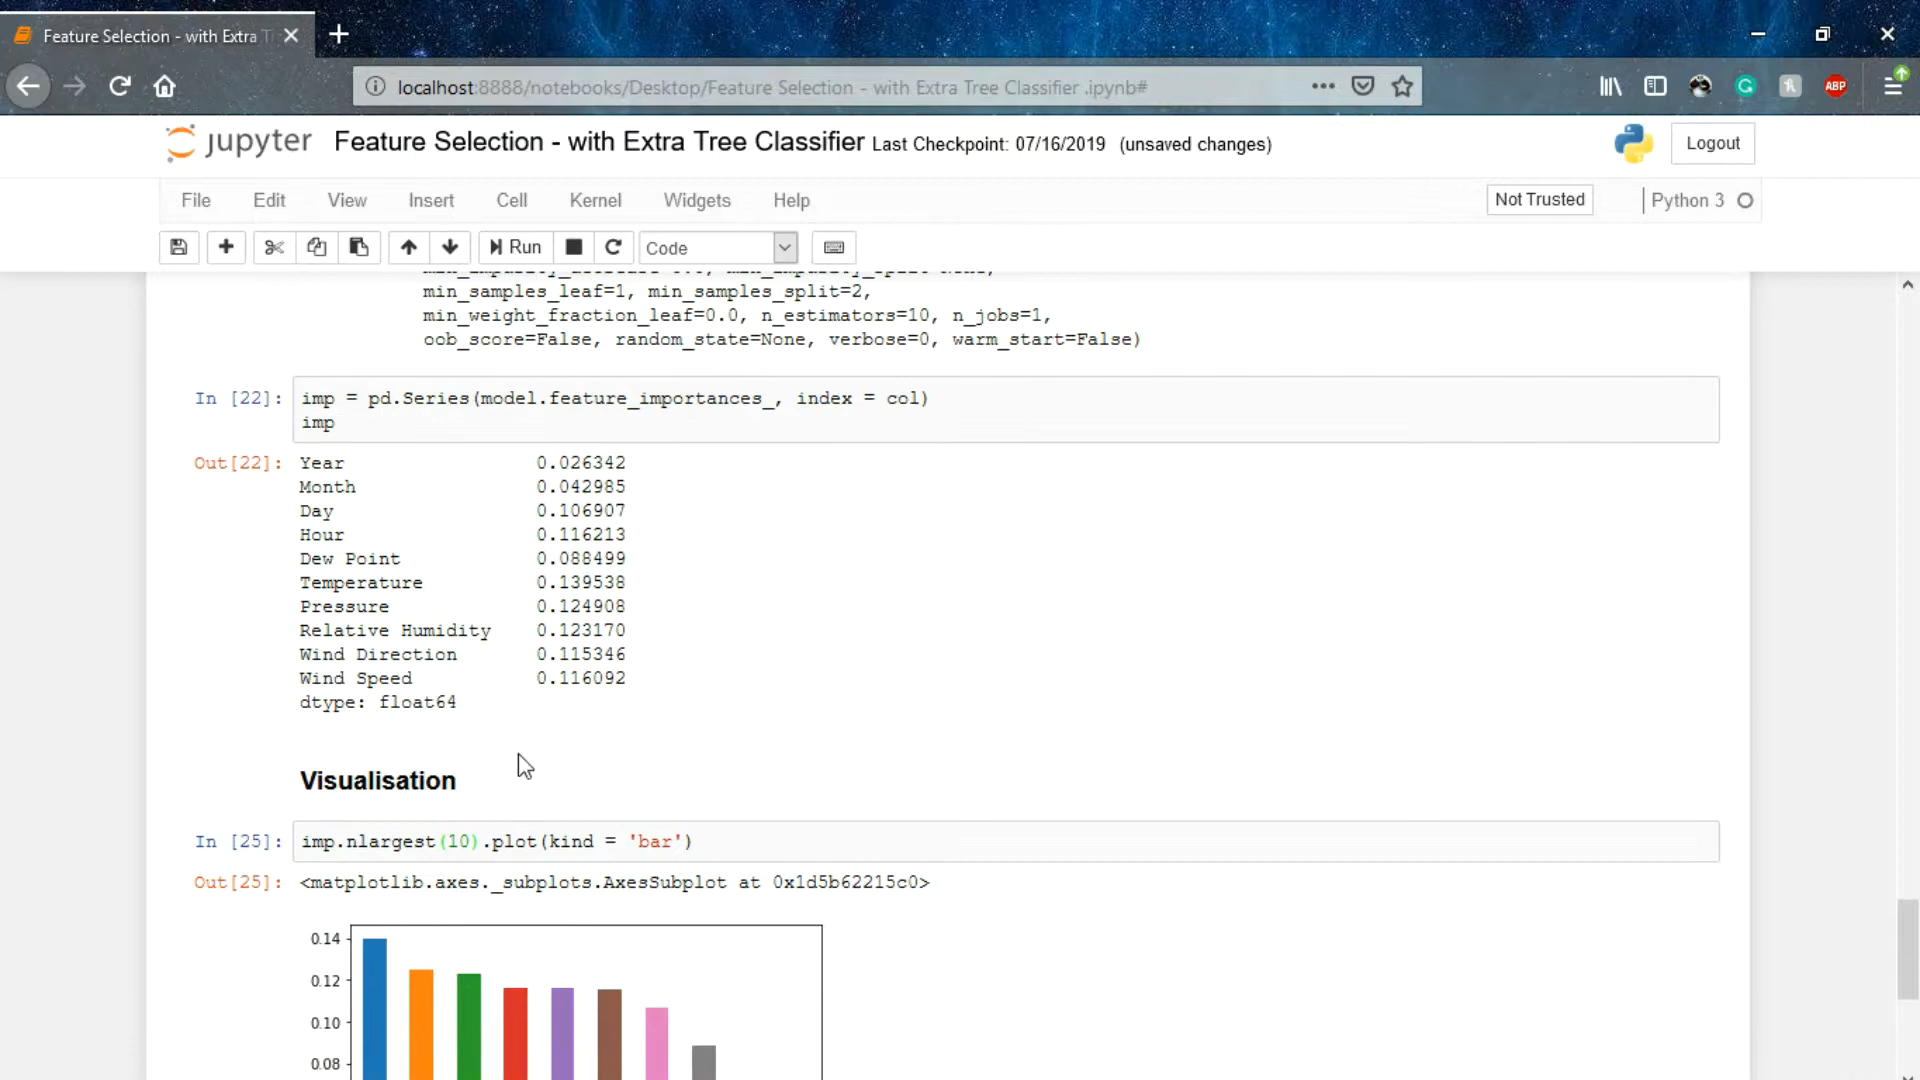 Feature Selection - with Extra T
localhost:8888/notebooks/Desktop/Feature Selection - with Extra Tree Classifier .ipynb#
ABP
jupyter Feature Selection - with Extra Tree Classifier Last Checkpoint: 07/16/2019 (unsaved changes)
Logout
File Edit View Insert Cell Kernel Widgets Help
Not Trusted
Python 3
Run
Code
min_samples_leaf=1, min_samples_split=2,
min_weight_fraction_leaf=0.0, n_estimators=10, n_jobs=1,
oob_score=False, random_state=None, verbose=0, warm_start=False)
In [22]: imp = pd.Series(model.feature_importances_, index = col)
imp
Out[22]: Year 0.026342
Month 0.042985
Day 0.106907
Hour 0.116213
Dew Point 0.088499
Temperature 0.139538
Pressure 0.124908
Relative Humidity 0.123170
Wind Direction 0.115346
Wind Speed 0.116092
dtype: float64
Visualisation
In [25]: imp.nlargest(10).plot(kind = 'bar')
Out[25]: <matplotlib.axes._subplots.AxesSubplot at 0x1d5b62215c0>
0.14
0.12
0.10
0.08